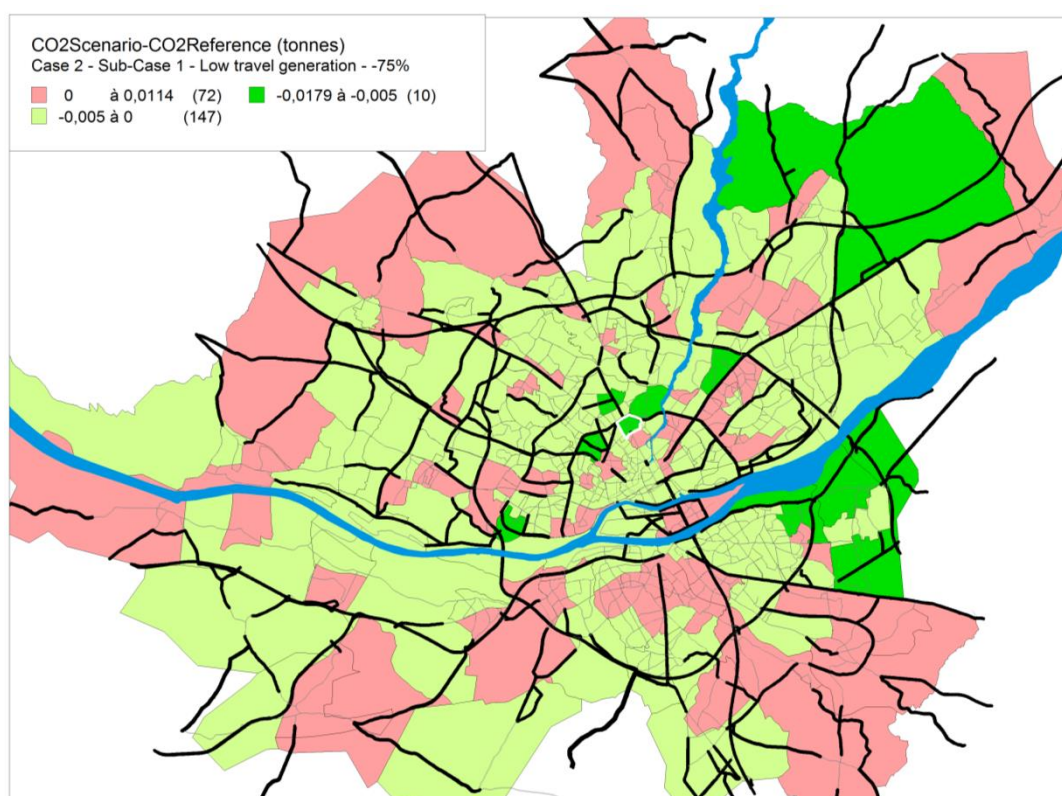 CO2Scenario-CO2Reference (tonnes)
Case 2 - Sub-Case 1 - Low travel generation - -75%
0 à 0,0114 (72) -0,0179 à -0,005 (10)
-0,005 à 0 (147)